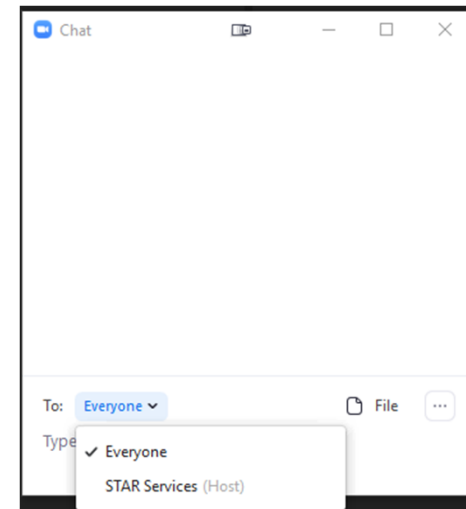 Chat
To: Everyone
File
Type
Everyone
STAR Services (Host)